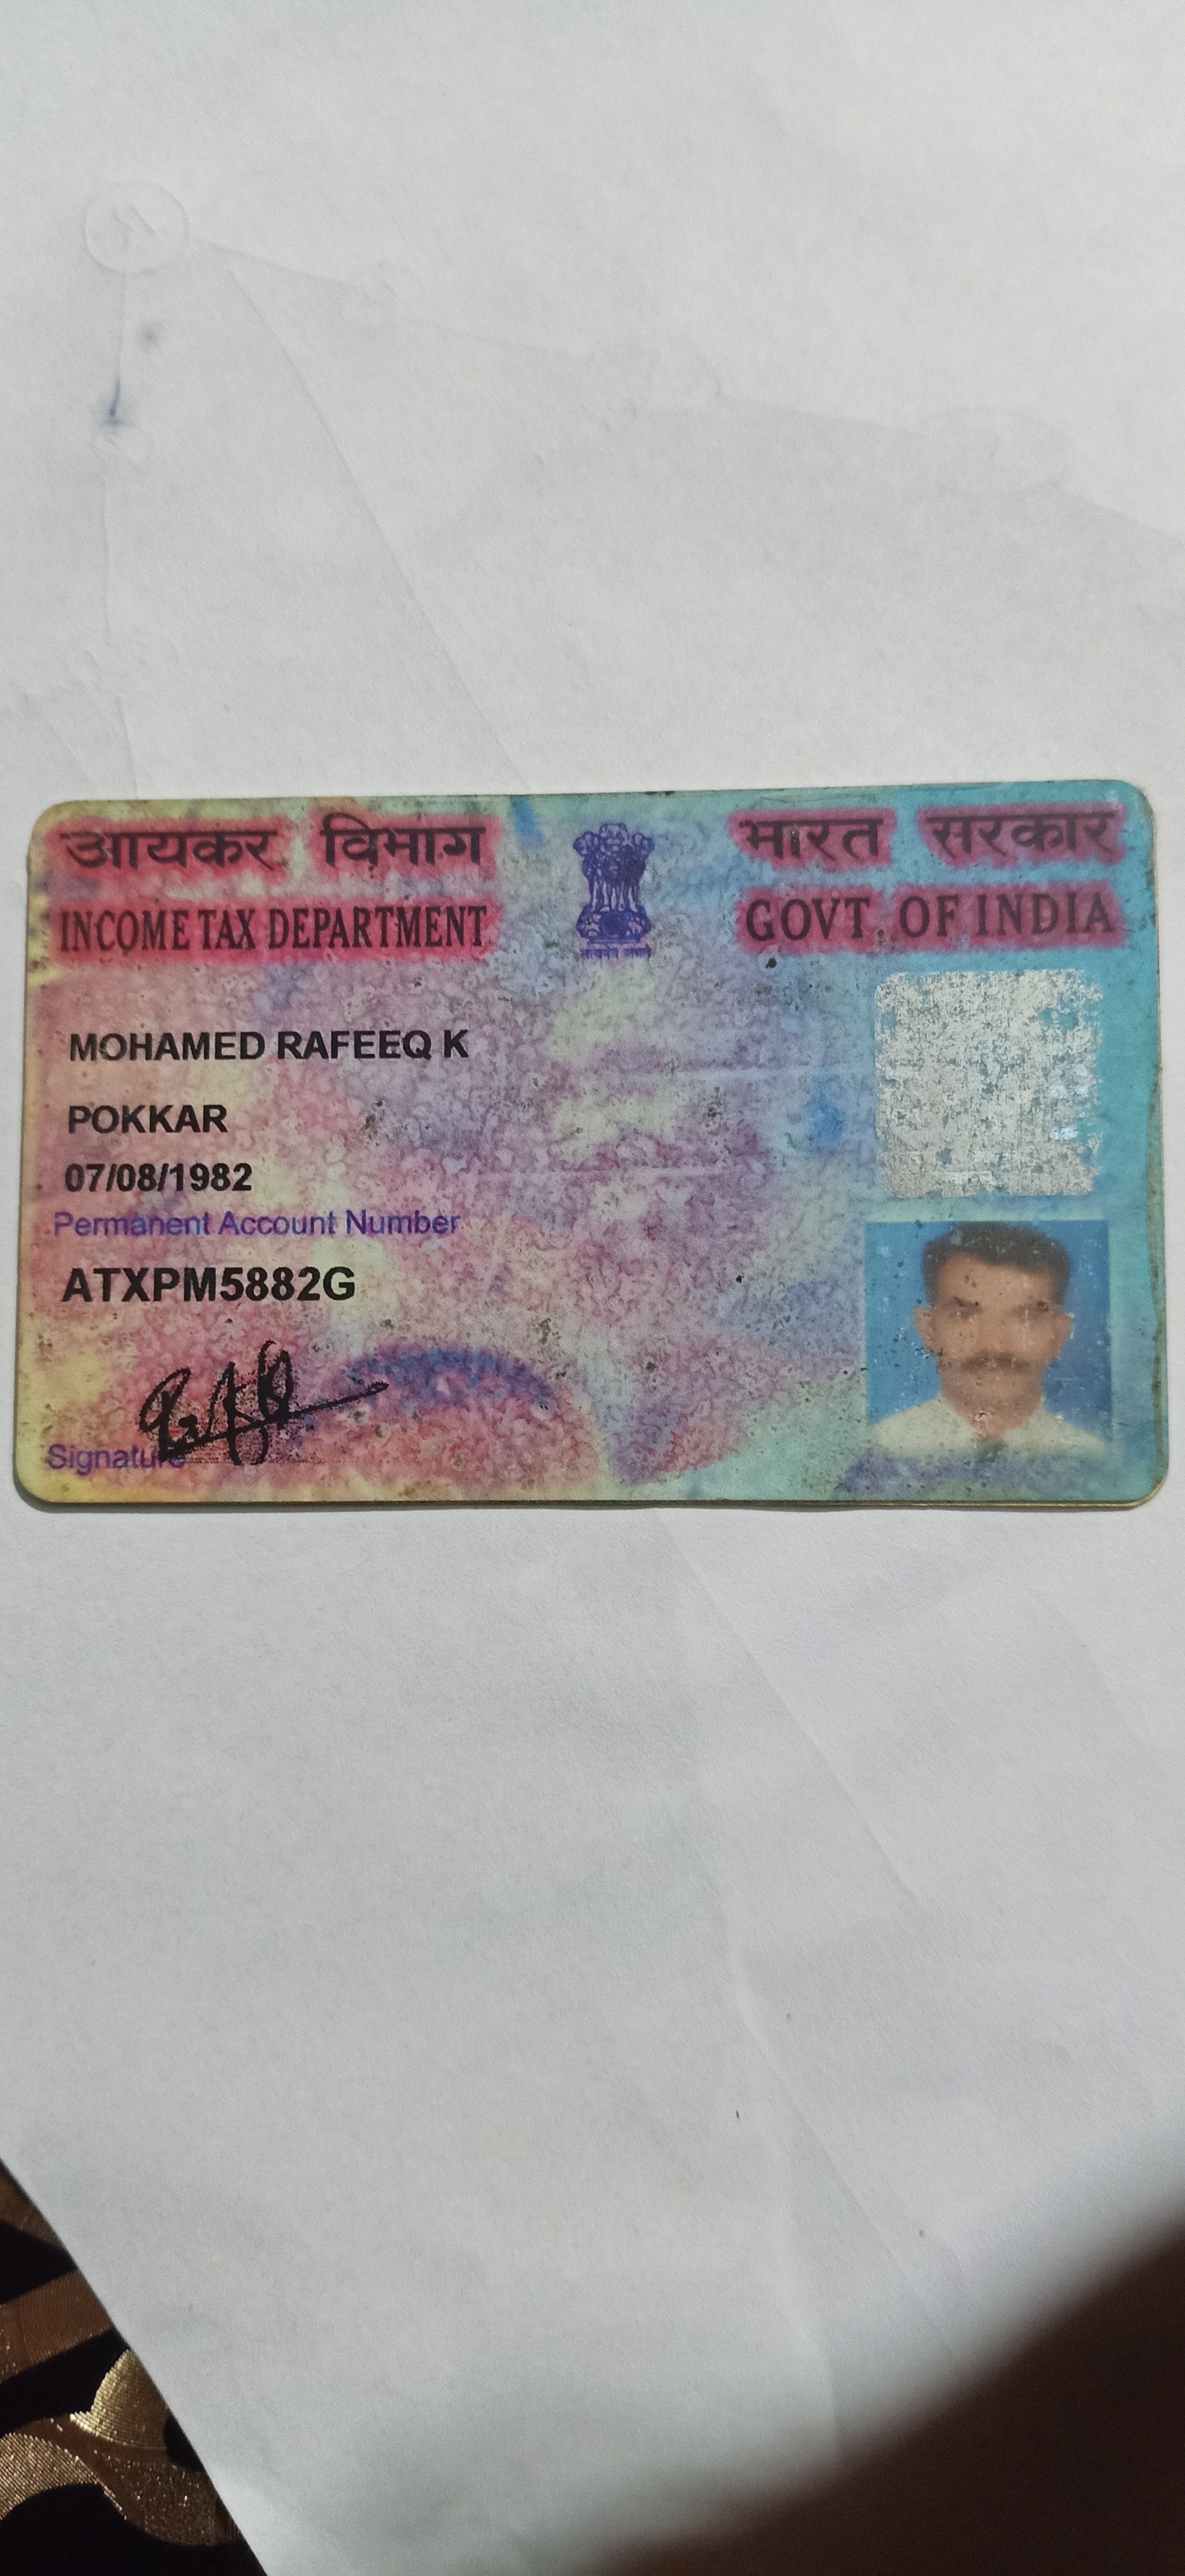 आयकर विभाग
INCOME TAX DEPARTMENT
भारत सरकार
GOVT. OF INDIA
सत्यमेव जयते
MOHAMED RAFEEQ K
POKKAR
07/08/1982
Permanent Account Number
ATXPM5882G
Signature